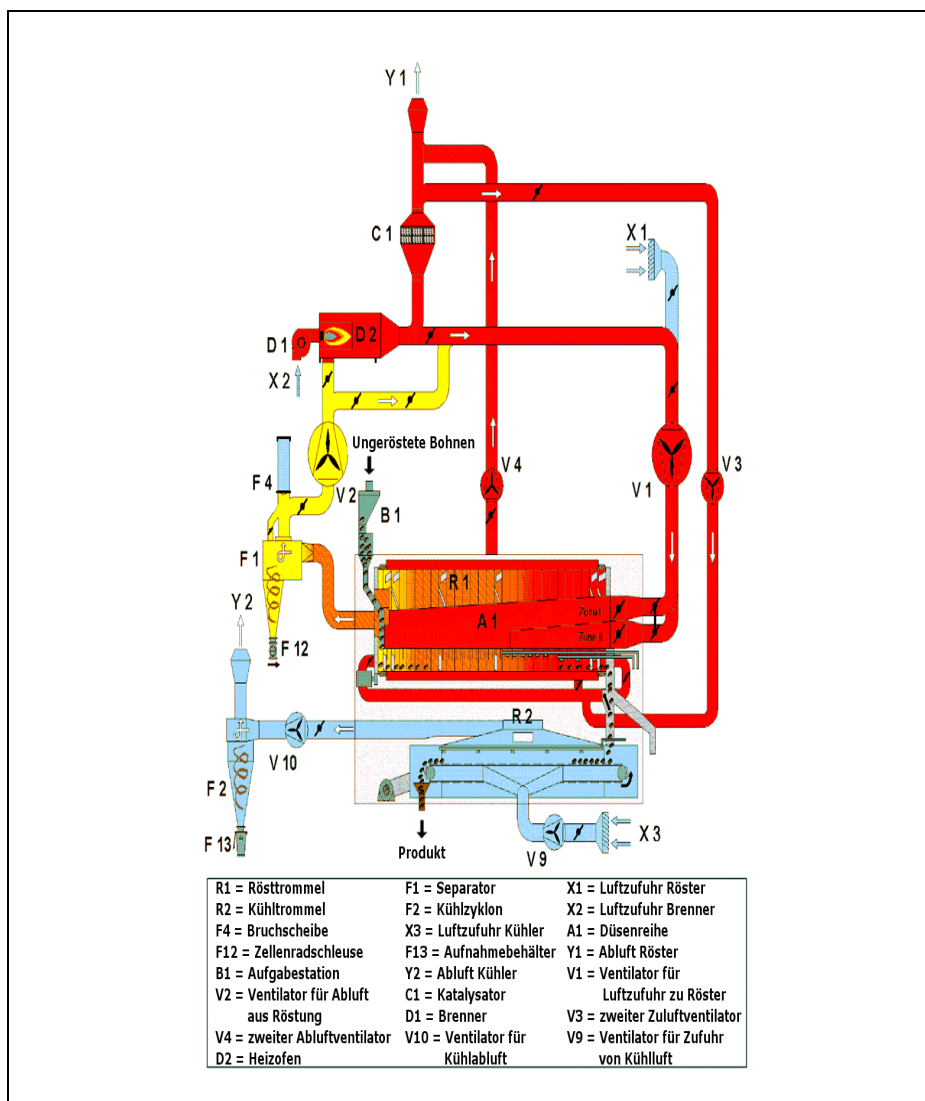 Y 1
C 1
X 1
D 2
D 1
X 2
Ungeröstete Bohnen
V 4
V 3
F 4
V 2
V 1
B 1
F 1
R 1
Zone I
Y 2
A 1
Zone II
F 12
R 2
V 10
F 2
X 3
F 13
Produkt
V 9
R1 = Rösttrommel
R2 = Kühltrommel
F4 = Bruchscheibe
F12 = Zellenradschleuse
B1 = Aufgabestation
V2 = Ventilator für Abluft
aus Röstung
V4 = zweiter Abluftventilator
D2 = Heizofen
F1 = Separator
F2 = Kühlzyklon
X3 = Luftzufuhr Kühler
F13 = Aufnahmebehälter
Y2 = Abluft Kühler
C1 = Katalysator
D1 = Brenner
V10 = Ventilator für
Kühlabluft
X1 = Luftzufuhr Röster
X2 = Luftzufuhr Brenner
A1 = Düsenreihe
Y1 = Abluft Röster
V1 = Ventilator für
Luftzufuhr zu Röster
V3 = zweiter Zuluftventilator
V9 = Ventilator für Zufuhr
von Kühlluft